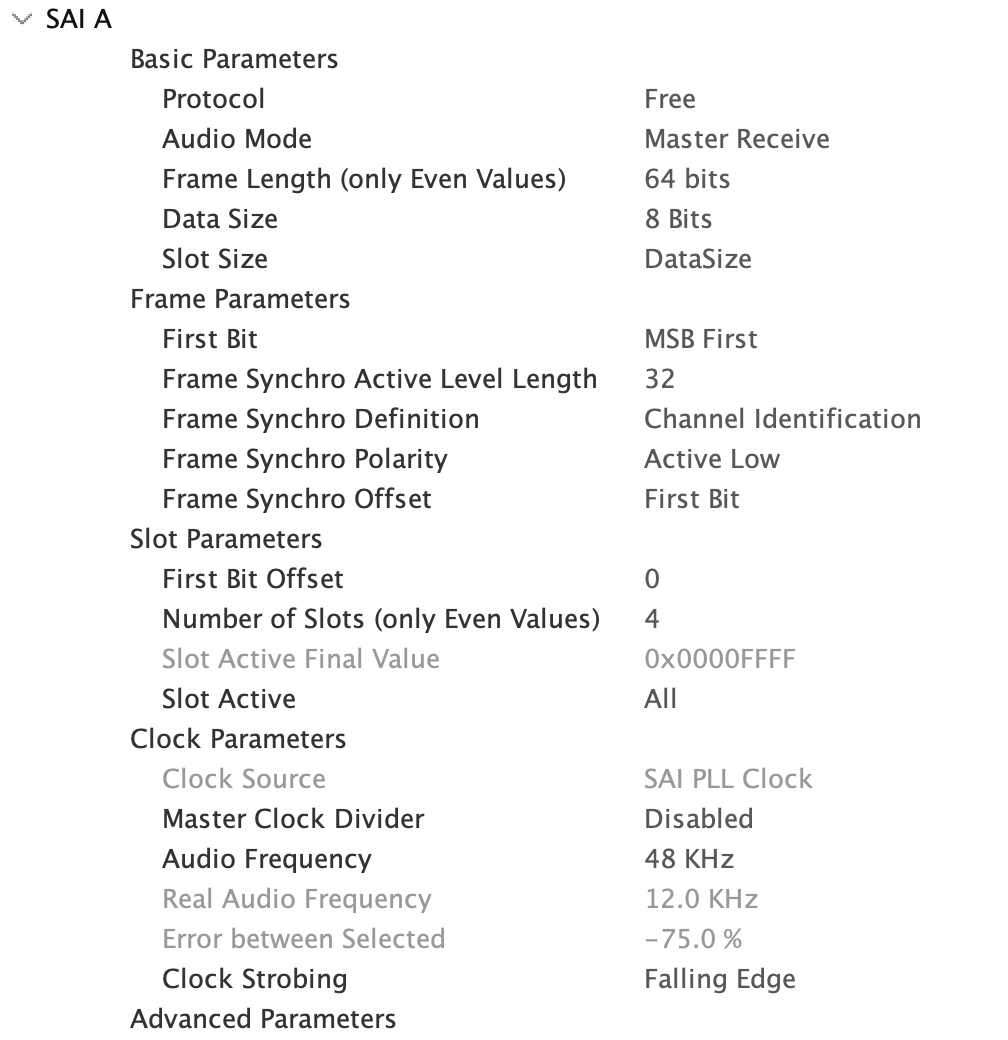 SAI A
Basic Parameters
Protocol Free
Audio Mode Master Receive
Frame Length (only Even Values) 64 bits
Data Size 8 Bits
Slot Size DataSize
Frame Parameters
First Bit MSB First
Frame Synchro Active Level Length 32
Frame Synchro Definition Channel Identification
Frame Synchro Polarity Active Low
Frame Synchro Offset First Bit
Slot Parameters
First Bit Offset 0
Number of Slots (only Even Values) 4
Slot Active Final Value 0x0000FFFF
Slot Active All
Clock Parameters
Clock Source SAI PLL Clock
Master Clock Divider Disabled
Audio Frequency 48 KHz
Real Audio Frequency 12.0 KHz
Error between Selected −75.0 %
Clock Strobing Falling Edge
Advanced Parameters